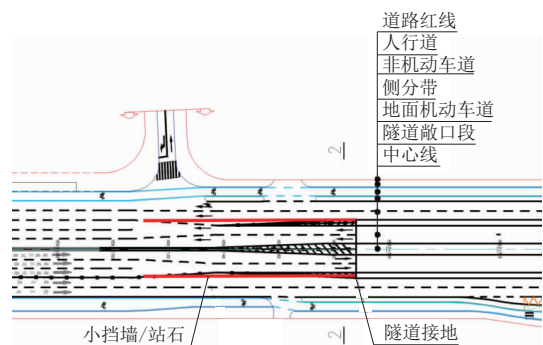 道路红线
人行道
非机动车道
侧分带
地面机动车道
隧道敞口段
中心线
2
2
小挡墙/站石
隧道接地